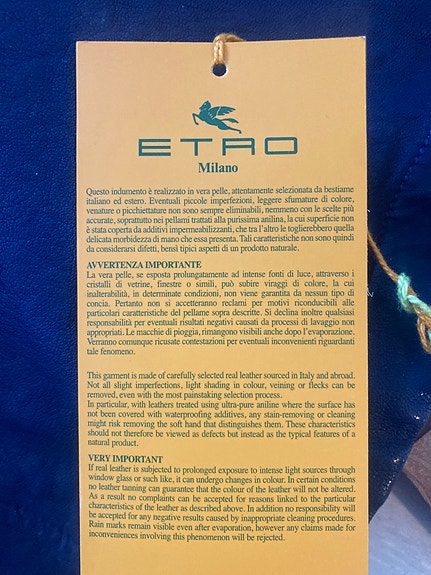 ETRO
Milano
Questo indumento è realizzato in vera pelle, attentamente selezionata da bestiame
italiano ed estero. Eventuali piccole imperfezioni, leggere sfumature di colore,
venature o picchiettature non sono sempre eliminabili, nemmeno con le scelte più
accurate, soprattutto nei pellami trattati alla purissima anilina, la cui superficie non
è stata coperta da additivi impermeabilizzanti, che tra l'altro le toglierebbero quella
delicata morbidezza di mano che essa presenta. Tali caratteristiche non sono quindi
da considerarsi difetti, bensì tipici aspetti di un prodotto naturale.
AVVERTENZA IMPORTANTE
La vera pelle, se esposta prolungatamente ad intense fonti di luce, attraverso i
cristalli di vetrine, finestre o simili, può subire viraggi di colore, la cui
inalterabilità, in determinate condizioni, non viene garantita da nessun tipo di
concia. Pertanto non si accetteranno reclami per motivi riconducibili alle
particolari caratteristiche del pellame sopra descritte. Si declina inoltre qualsiasi
responsabilità per eventuali risultati negativi causati da processi di lavaggio non
appropriati. Le macchie di pioggia, rimangono visibili anche dopo l'evaporazione.
Verranno comunque ricusate contestazioni per eventuali inconvenienti riguardanti
tale fenomeno.
This garment is made of carefully selected real leather sourced in Italy and abroad.
Not all slight imperfections, light shading in colour, veining or flecks can be
removed, even with the most painstaking selection process.
In particular, with leathers treated using ultra-pure aniline where the surface has
not been covered with waterproofing additives, any stain-removing or cleaning
might risk removing the soft hand that distinguishes them. These characteristics
should not therefore be viewed as defects but instead as the typical features of a
natural product.
VERY IMPORTANT
If real leather is subjected to prolonged exposure to intense light sources through
window glass or such like, it can undergo changes in colour. In certain conditions
no leather tanning can guarantee that the colour of the leather will not be altered.
As a result no complaints can be accepted for reasons linked to the particular
characteristics of the leather as described above. In addition no responsibility will
be accepted for any negative results caused by inappropriate cleaning procedures.
Rain marks remain visible even after evaporation, however any claims made for
inconveniences involving this phenomenon will be rejected.